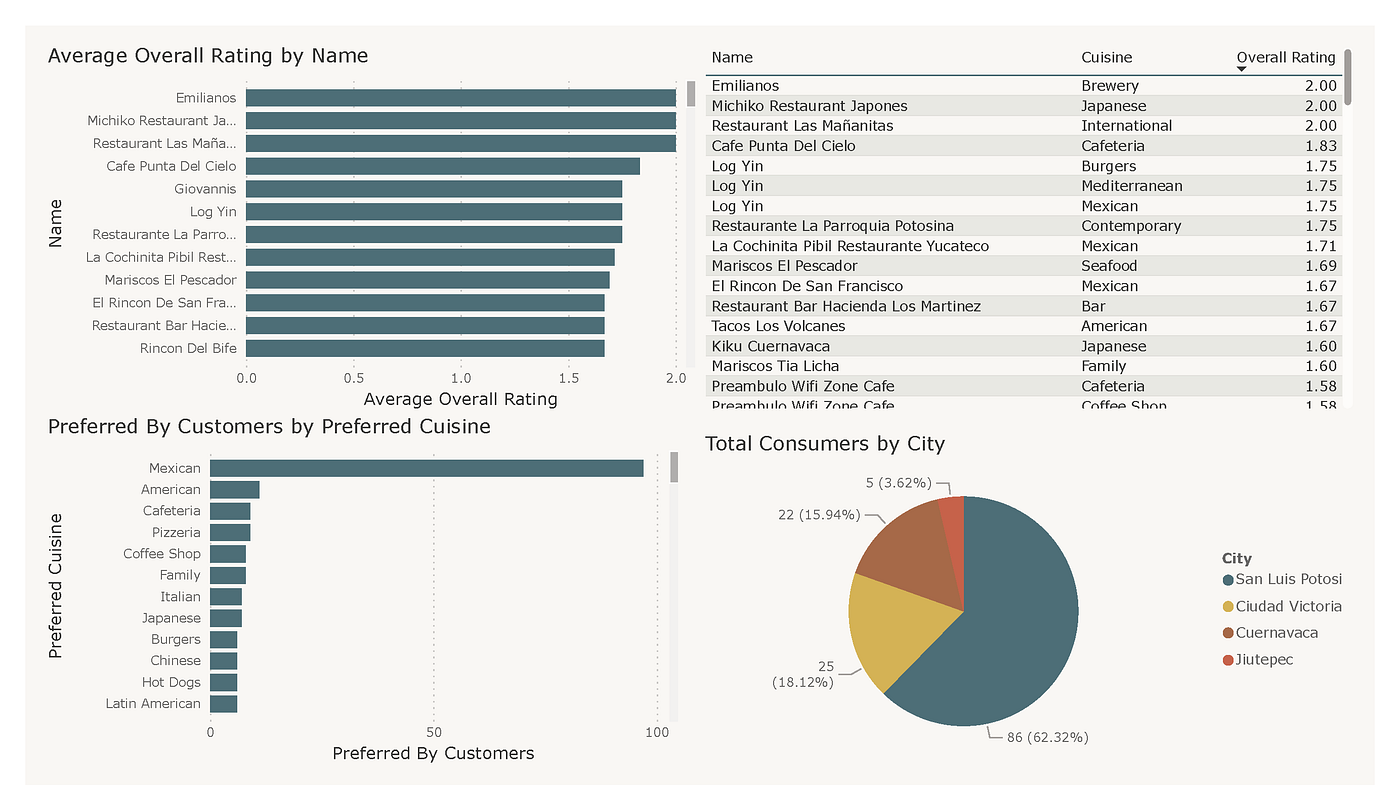 Average Overall Rating by Name
Name
Emilianos
Michiko Restaurant Ja...
Restaurant Las Maña...
Cafe Punta Del Cielo
Giovannis
Log Yin
Restaurante La Parro...
La Cochinita Pibil Rest...
Mariscos El Pescador
El Rincon De San Fra...
Restaurant Bar Hacie...
Rincon Del Bife
0.0 0.5 1.0 1.5 2.0
Average Overall Rating
Name Cuisine Overall Rating
Emilianos Brewery 2.00
Michiko Restaurant Japones Japanese 2.00
Restaurant Las Mañanitas International 2.00
Cafe Punta Del Cielo Cafeteria 1.83
Log Yin Burgers 1.75
Log Yin Mediterranean 1.75
Log Yin Mexican 1.75
Restaurante La Parroquia Potosina Contemporary 1.75
La Cochinita Pibil Restaurante Yucateco Mexican 1.71
Mariscos El Pescador Seafood 1.69
El Rincon De San Francisco Mexican 1.67
Restaurant Bar Hacienda Los Martinez Bar 1.67
Tacos Los Volcanes American 1.67
Kiku Cuernavaca Japanese 1.60
Mariscos Tia Licha Family 1.60
Preambulo Wifi Zone Cafe Cafeteria 1.58
Preambulo Wifi Zone Cafe Coffee Shop 1.58
Preferred By Customers by Preferred Cuisine
Preferred Cuisine
Mexican
American
Cafeteria
Pizzeria
Coffee Shop
Family
Italian
Japanese
Burgers
Chinese
Hot Dogs
Latin American
0 50 100
Preferred By Customers
Total Consumers by City
5 (3.62%)
22 (15.94%)
25
(18.12%)
86 (62.32%)
City
San Luis Potosi
Ciudad Victoria
Cuernavaca
Jiutepec